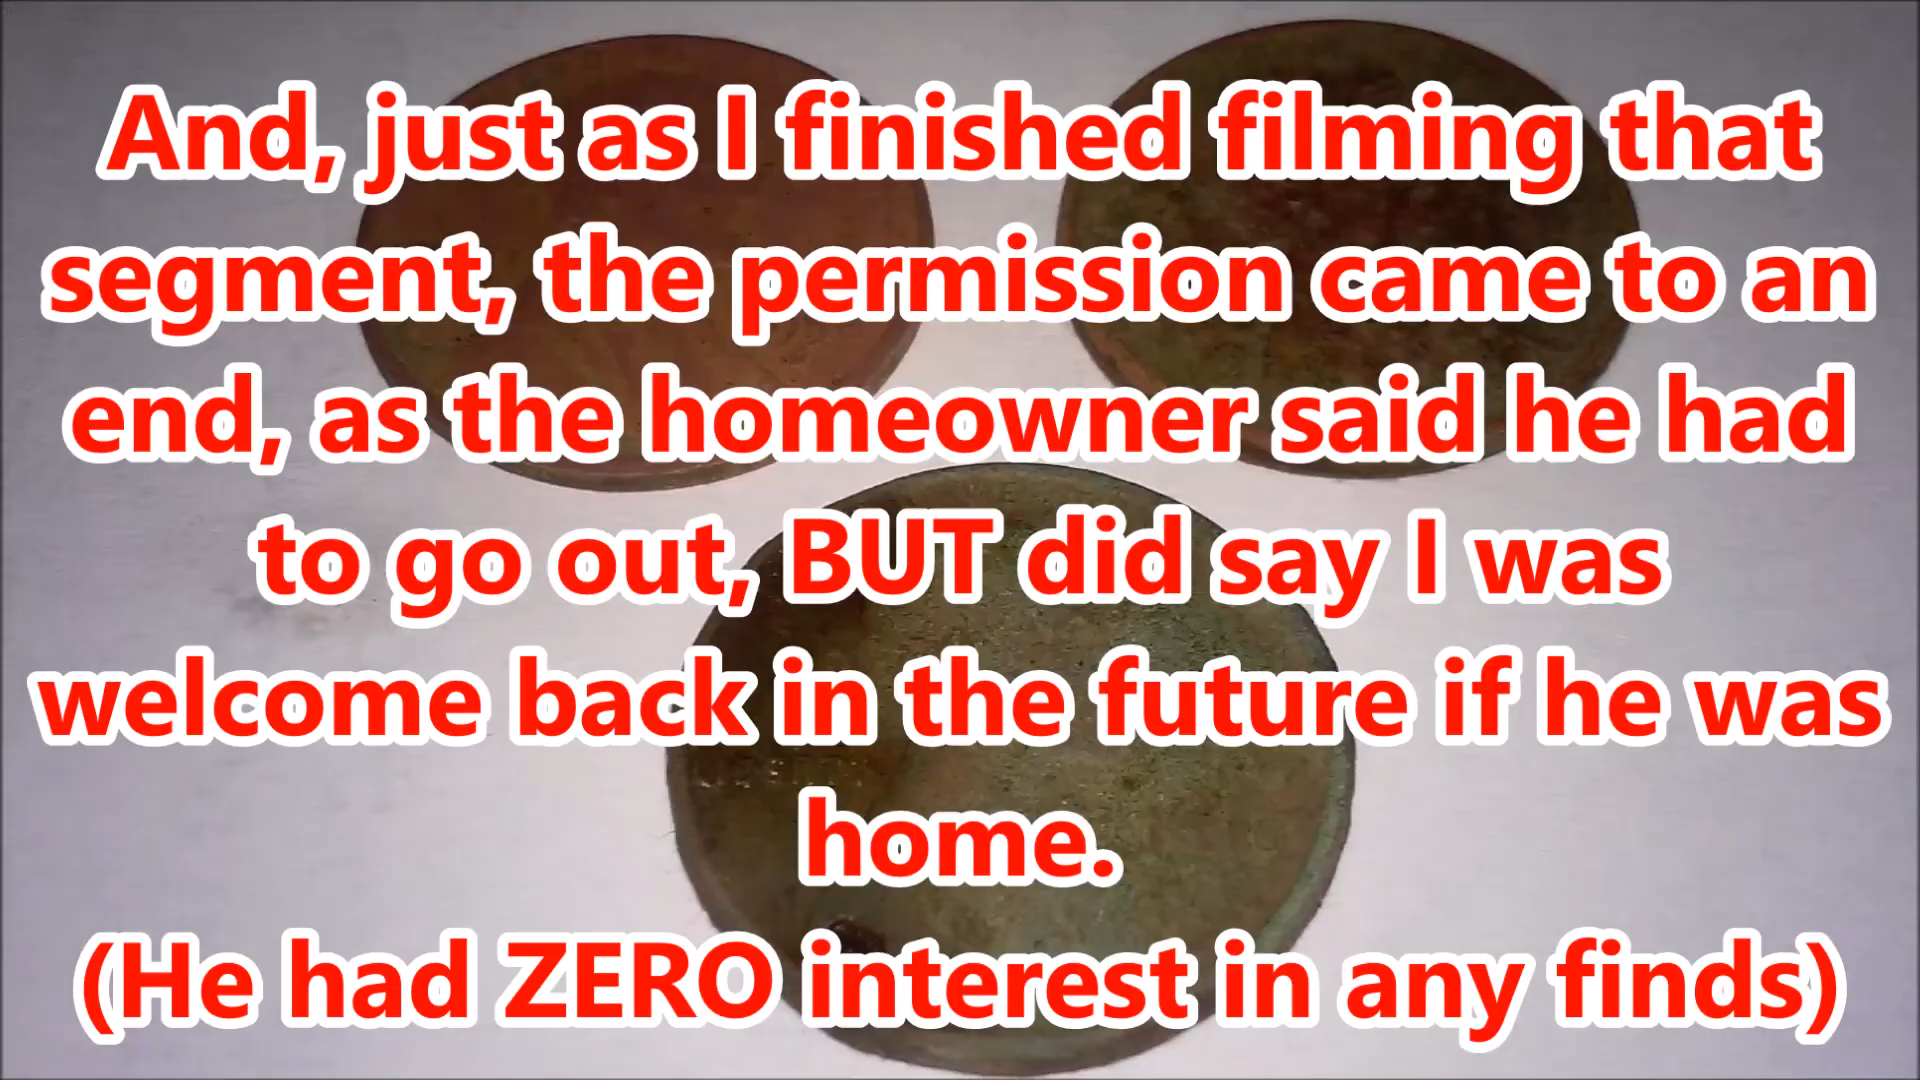 And, just as I finished filming that
segment, the permission came to an
end, as the homeowner said he had
to go out, BUT did say I was
welcome back in the future if he was
home.
(He had ZERO interest in any finds)